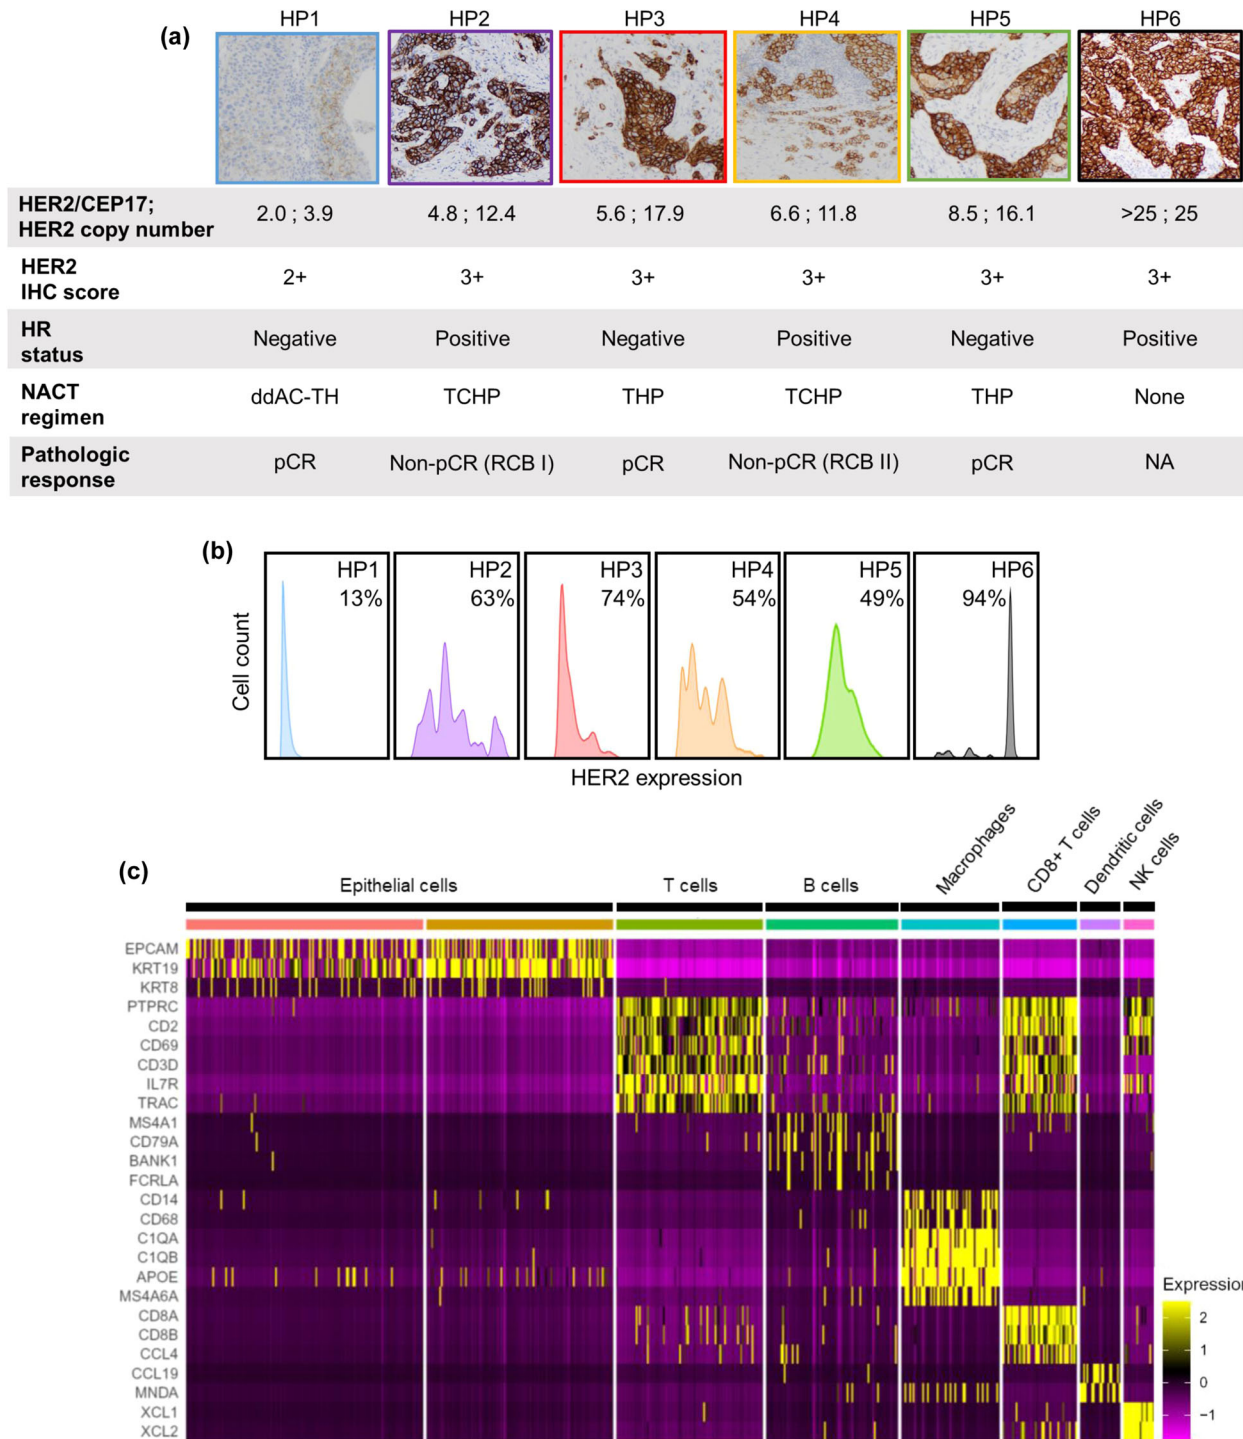 HP1 HP2 HP3 HP4 HP5 HP6
(a)
HER2/CEP17;
HER2 copy number
2.0 ; 3.9 4.8 ; 12.4 5.6 ; 17.9 6.6 ; 11.8 8.5 ; 16.1 >25 ; 25
HER2
IHC score
2+ 3+ 3+ 3+ 3+ 3+
HR
status
Negative Positive Negative Positive Negative Positive
NACT
regimen
ddAC-TH TCHP THP TCHP THP None
Pathologic
response
pCR Non-pCR (RCB I) pCR Non-pCR (RCB II) pCR NA
(b)
HP1 HP2 HP3 HP4 HP5 HP6
13% 63% 74% 54% 49% 94%
Cell count
HER2 expression
(c)
Epithelial cells T cells B cells Macrophages CD8+ T cells Dendritic cells NK cells
EPCAM
KRT19
KRT8
PTPRC
CD2
CD69
CD3D
IL7R
TRAC
MS4A1
CD79A
BANK1
FCRLA
CD14
CD68
C1QA
C1QB
APOE
MS4A6A
CD8A
CD8B
CCL4
CCL19
MNDA
XCL1
XCL2
Expression
2
1
0
−1